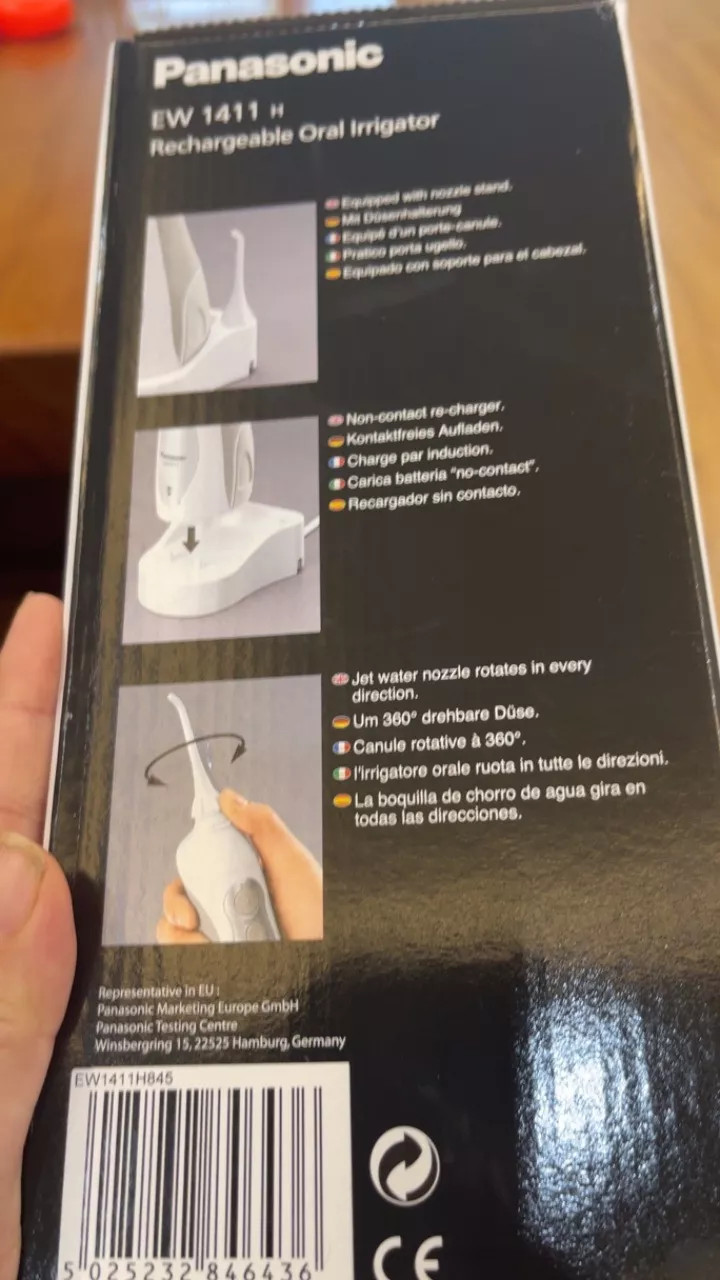 Panasonic
EW 1411 H
Rechargeable Oral Irrigator
Equipped with nozzle stand.
Mit Düsenhalterung
Equipé d'un porte-canule.
Pratico porta ugello.
Equipado con soporte para el cabezal.
Panasonic
Non-contact re-charger.
Kontaktfreies Aufladen.
Charge par induction.
Carica batteria "no-contact".
Recargador sin contacto.
Jet water nozzle rotates in every
direction.
Um 360° drehbare Düse.
Canule rotative à 360°.
l'irrigatore orale ruota in tutte le direzioni.
La boquilla de chorro de agua gira en
todas las direcciones.
Representative in EU :
Panasonic Marketing Europe GmbH
Panasonic Testing Centre
Winsbergring 15, 22525 Hamburg, Germany
EW1411H845
5 025232 846436
CE